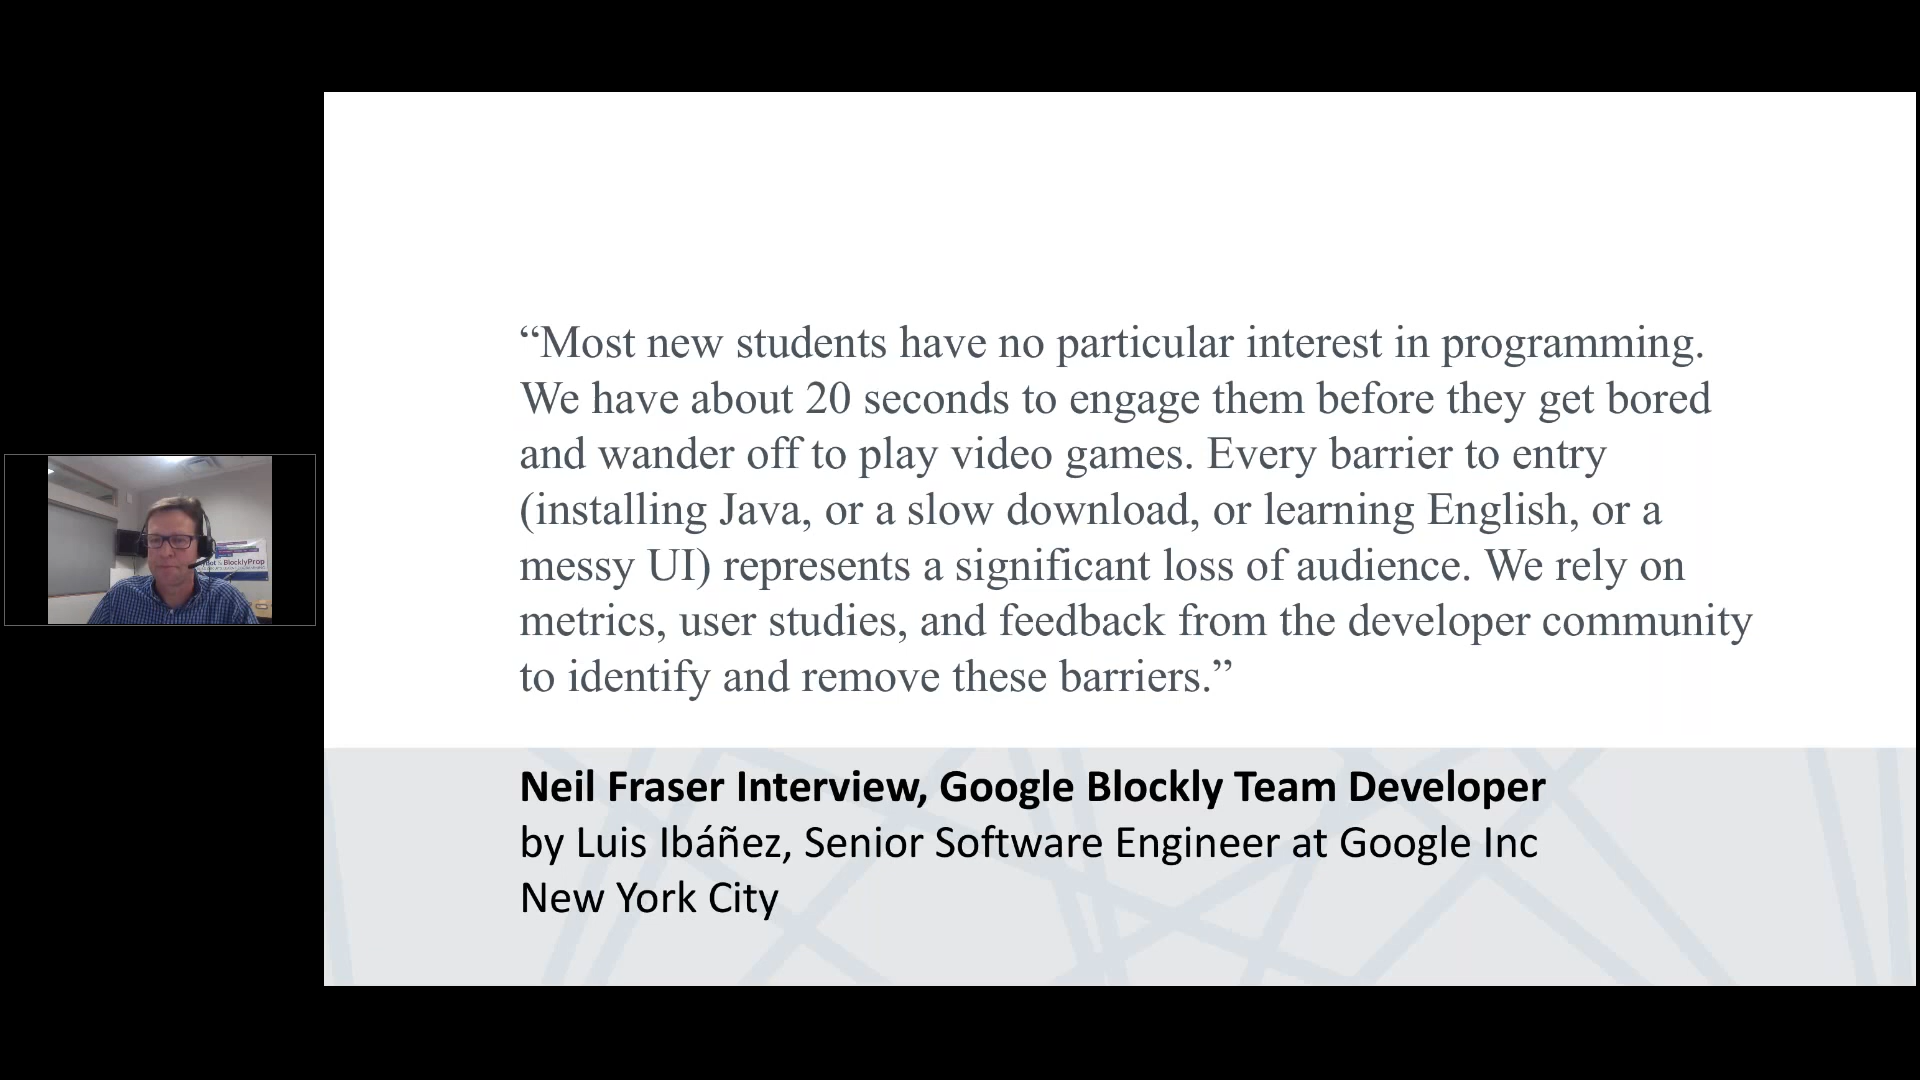 “Most new students have no particular interest in programming.
We have about 20 seconds to engage them before they get bored
and wander off to play video games. Every barrier to entry
(installing Java, or a slow download, or learning English, or a
messy UI) represents a significant loss of audience. We rely on
metrics, user studies, and feedback from the developer community
to identify and remove these barriers.”
Neil Fraser Interview, Google Blockly Team Developer
by Luis Ibáñez, Senior Software Engineer at Google Inc
New York City
& BlocklyProp